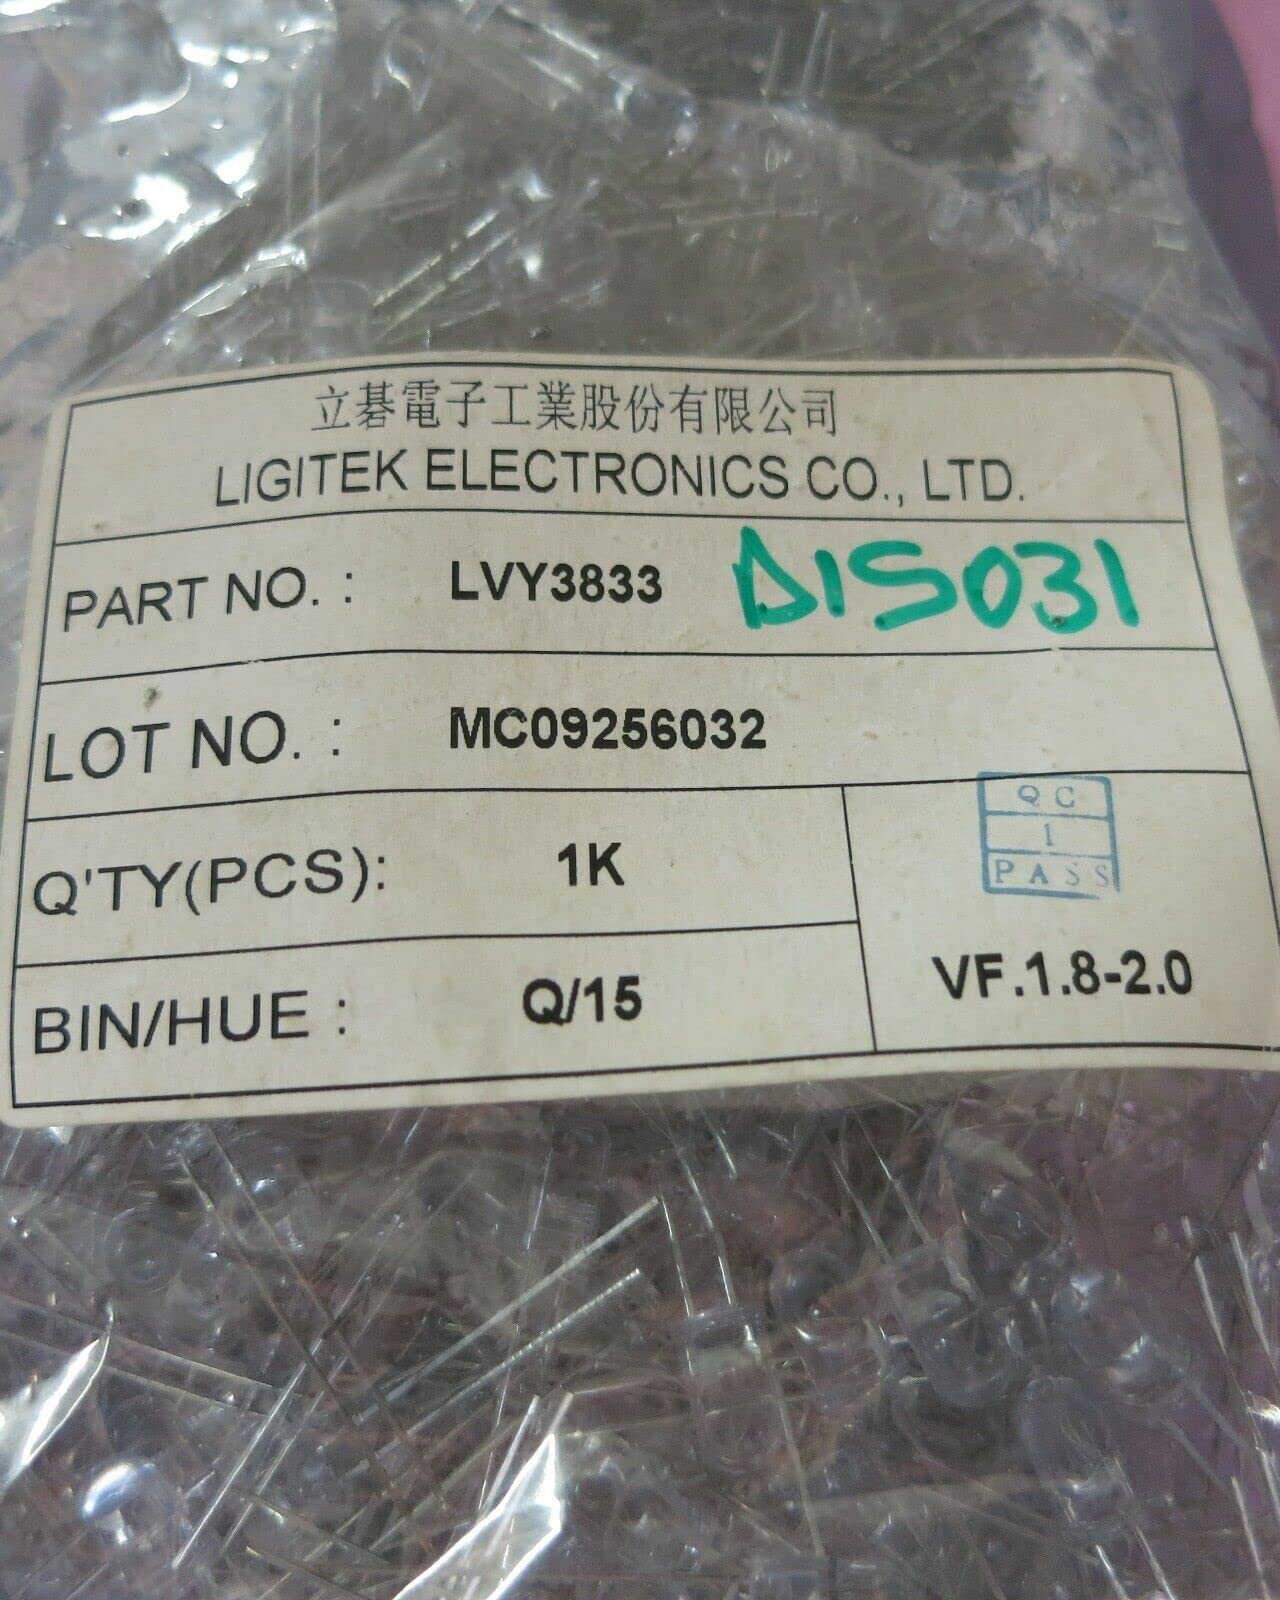 立碁電子工業股份有限公司
LIGITEK ELECTRONICS CO., LTD.
PART NO. : LVY3833 DIS031
LOT NO. : MC09256032
Q'TY(PCS): 1K
QC
1
PASS
BIN/HUE : Q/15
VF.1.8-2.0